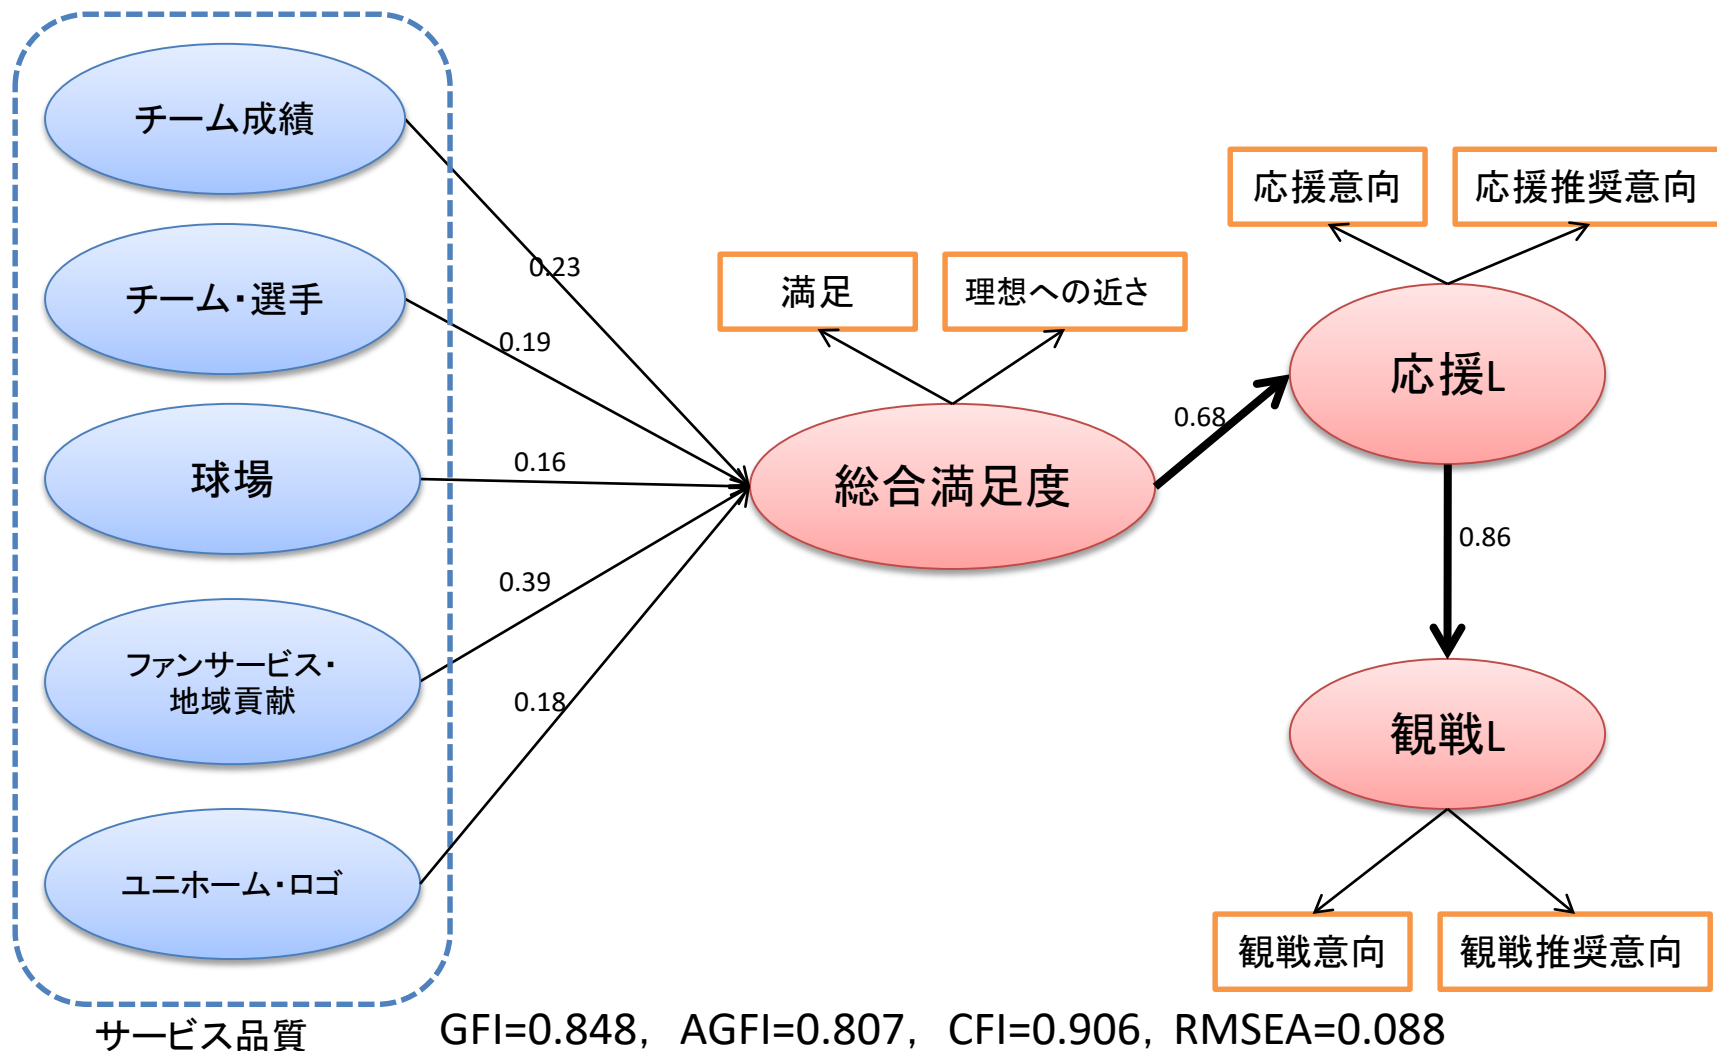 チーム成績
チーム・選手
球場
ファンサービス・
地域貢献
ユニホーム・ロゴ
サービス品質
0.23
0.19
0.16
0.39
0.18
満足
理想への近さ
総合満足度
0.68
応援意向
応援推奨意向
応援L
0.86
観戦L
観戦意向
観戦推奨意向
GFI=0.848, AGFI=0.807, CFI=0.906, RMSEA=0.088